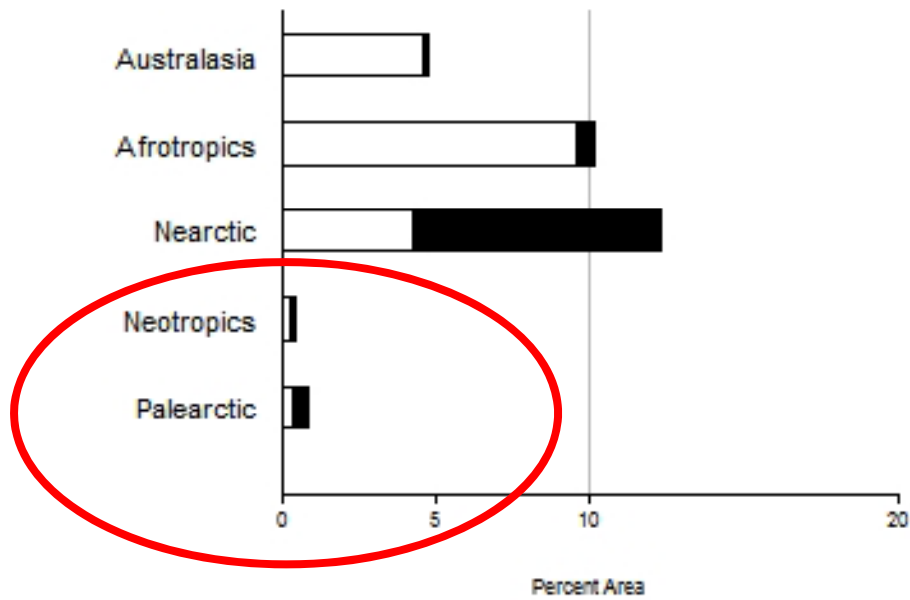 Australasia
Afrotropics
Nearctic
Neotropics
Palearctic
0 5 10 20
Percent Area